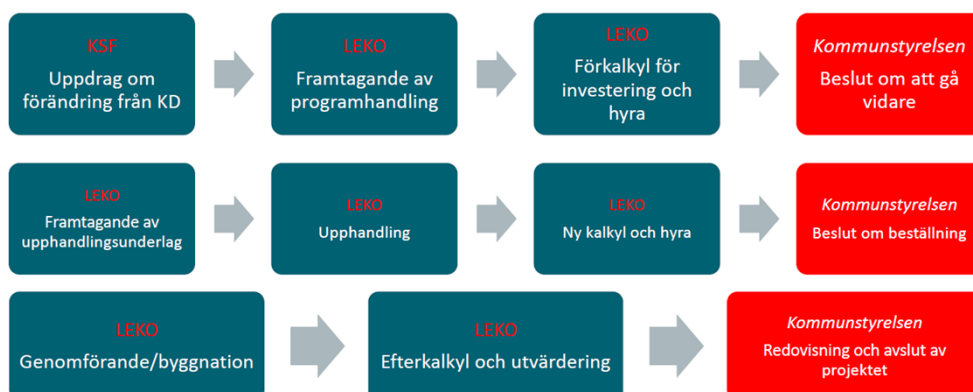 KSF
Uppdrag om
förändring från KD
LEKO
Framtagande av
programhandling
LEKO
Förkalkyl för
investering och
hyra
Kommunstyrelsen
Beslut om att gå
vidare
LEKO
Framtagande av
upphandlingsunderlag
LEKO
Upphandling
LEKO
Ny kalkyl och hyra
Kommunstyrelsen
Beslut om beställning
LEKO
Genomförande/byggnation
LEKO
Efterkalkyl och utvärdering
Kommunstyrelsen
Redovisning och avslut av
projektet